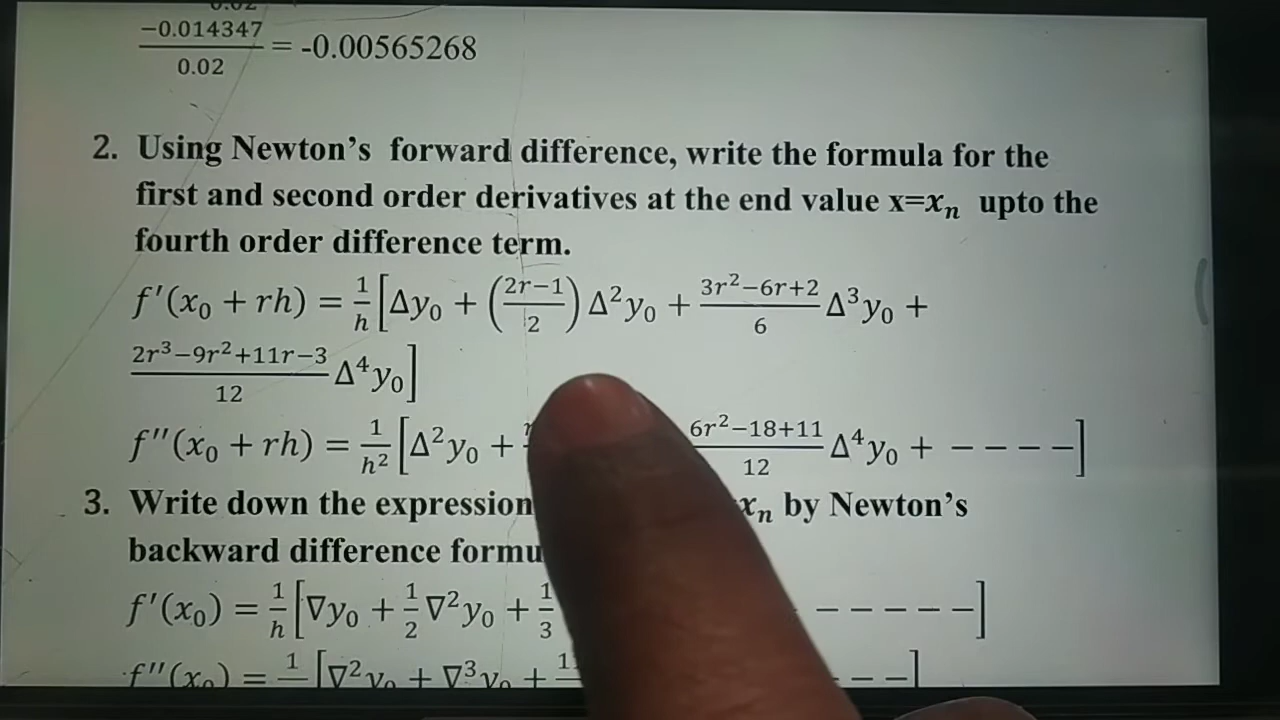 0.02
−0.014347
0.02 = -0.00565268
2. Using Newton's forward difference, write the formula for the
first and second order derivatives at the end value x=xₙ upto the
fourth order difference term.
f′(x₀ + rh) = 1/h [Δy₀ + (2r−1/2) Δ²y₀ + 3r²−6r+2/6 Δ³y₀ +
2r³−9r²+11r−3/12 Δ⁴y₀]
f″(x₀ + rh) = 1/h² [Δ²y₀ + 6r²−18+11/12 Δ⁴y₀ + − − − −]
3. Write down the expression xₙ by Newton's
backward difference
f′(x₀) = 1/h [∇y₀ + 1/2 ∇²y₀ + 1/3 − − − − −]
f″(x₀) = 1 [∇²y₀ + ∇³y₀ + − −]